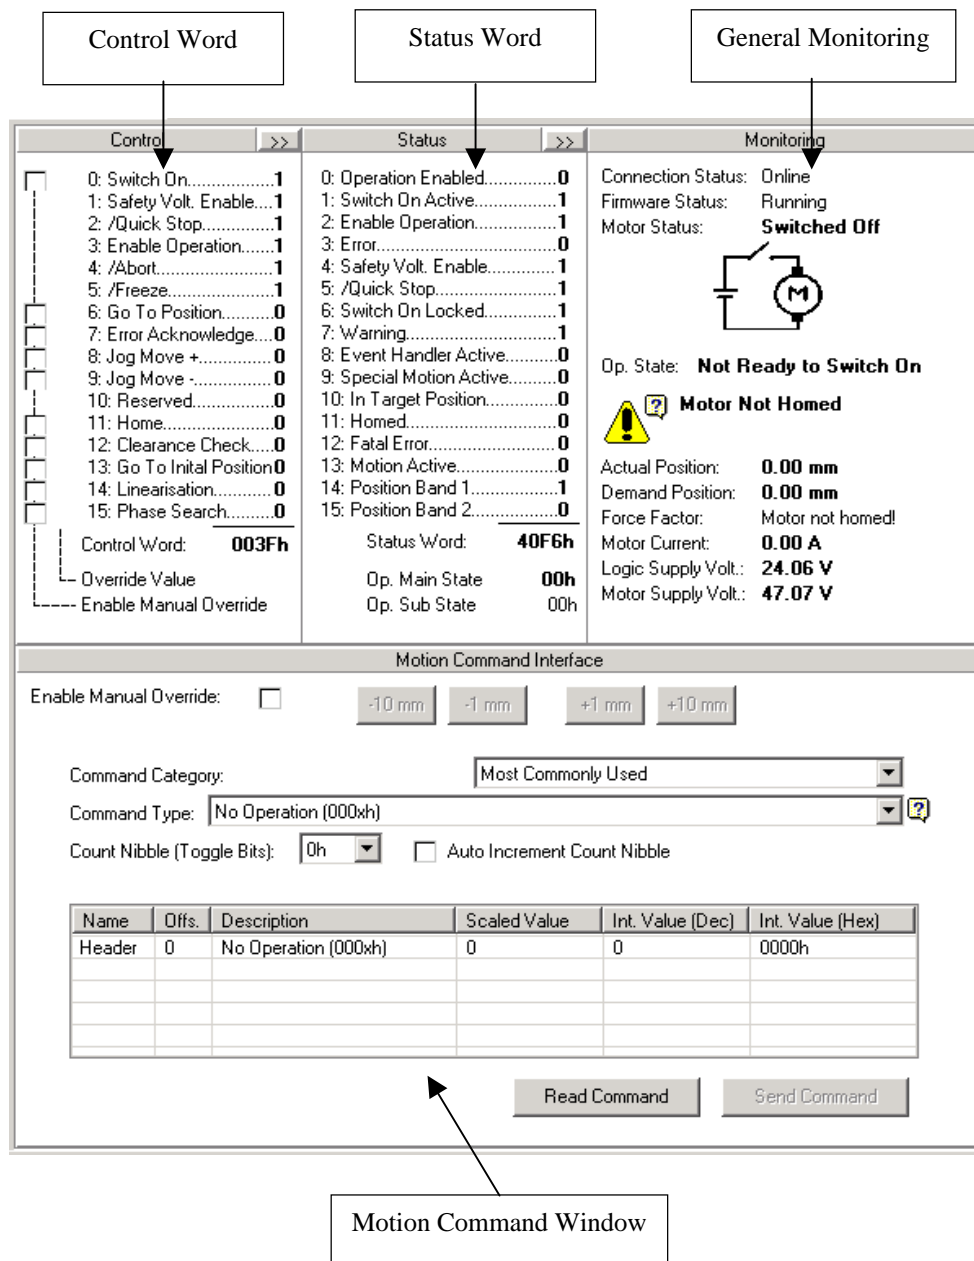 Control Word
Status Word
General Monitoring
Control >>
Status >>
Monitoring
0: Switch On...............1
1: Safety Volt. Enable....1
2: /Quick Stop.............1
3: Enable Operation......1
4: /Abort....................1
5: /Freeze..................1
6: Go To Position.........0
7: Error Acknowledge....0
8: Jog Move +.............0
9: Jog Move -..............0
10: Reserved...............0
11: Home....................0
12: Clearance Check.....0
13: Go To Inital Position 0
14: Linearisation...........0
15: Phase Search.........0
Control Word: 003Fh
Override Value
Enable Manual Override
0: Operation Enabled..............0
1: Switch On Active...............1
2: Enable Operation...............1
3: Error..............................0
4: Safety Volt. Enable.............1
5: /Quick Stop.....................1
6: Switch On Locked..............1
7: Warning..........................1
8: Event Handler Active..........0
9: Special Motion Active.........0
10: In Target Position.............0
11: Homed..........................0
12: Fatal Error......................0
13: Motion Active..................0
14: Position Band 1................1
15: Position Band 2................0
Status Word: 40F6h
Op. Main State 00h
Op. Sub State 00h
Connection Status: Online
Firmware Status: Running
Motor Status: Switched Off
M
Op. State: Not Ready to Switch On
! ? Motor Not Homed
Actual Position: 0.00 mm
Demand Position: 0.00 mm
Force Factor: Motor not homed!
Motor Current: 0.00 A
Logic Supply Volt.: 24.06 V
Motor Supply Volt.: 47.07 V
Motion Command Interface
Enable Manual Override: -10 mm -1 mm +1 mm +10 mm
Command Category: Most Commonly Used
Command Type: No Operation (000xh) ?
Count Nibble (Toggle Bits): 0h Auto Increment Count Nibble
Name Offs. Description Scaled Value Int. Value (Dec) Int. Value (Hex)
Header 0 No Operation (000xh) 0 0 0000h
Read Command Send Command
Motion Command Window